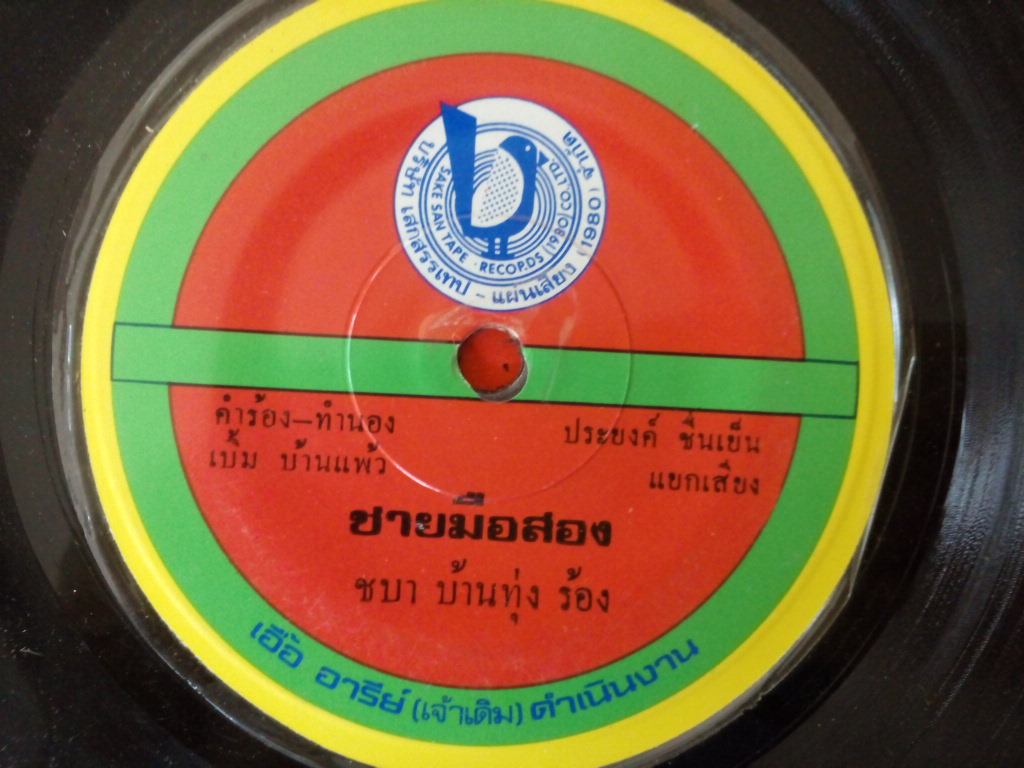 บริษัท เสกสรรเทป - แผ่นเสียง (1980) จำกัด
SAKE SAN TAPE · RECORDS (1980) CO.,LTD.
คำร้อง-ทำนอง
เบิ้ม บ้านแพ้ว
ประยงค์ ชื่นเย็น
แยกเสียง
ชายมือสอง
ชบา บ้านทุ่ง ร้อง
เฮื้อ อารีย์ (เจ้าเดิม) ดำเนินงาน